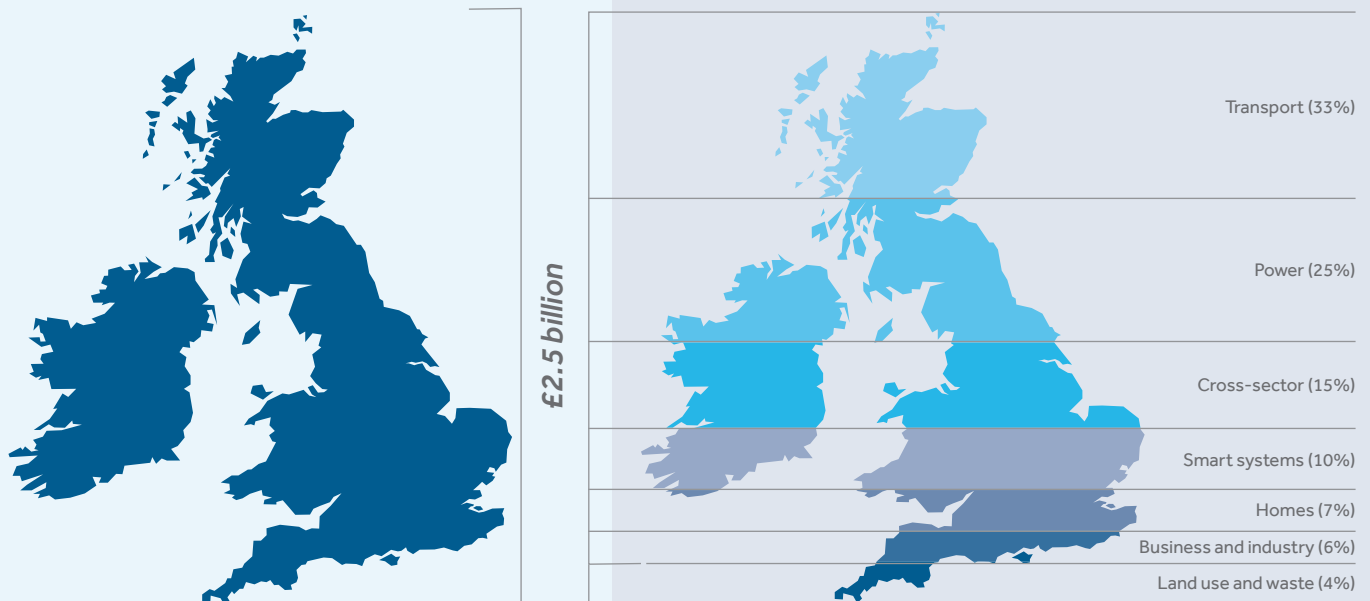 £2.5 billion
Transport (33%)
Power (25%)
Cross-sector (15%)
Smart systems (10%)
Homes (7%)
Business and industry (6%)
Land use and waste (4%)